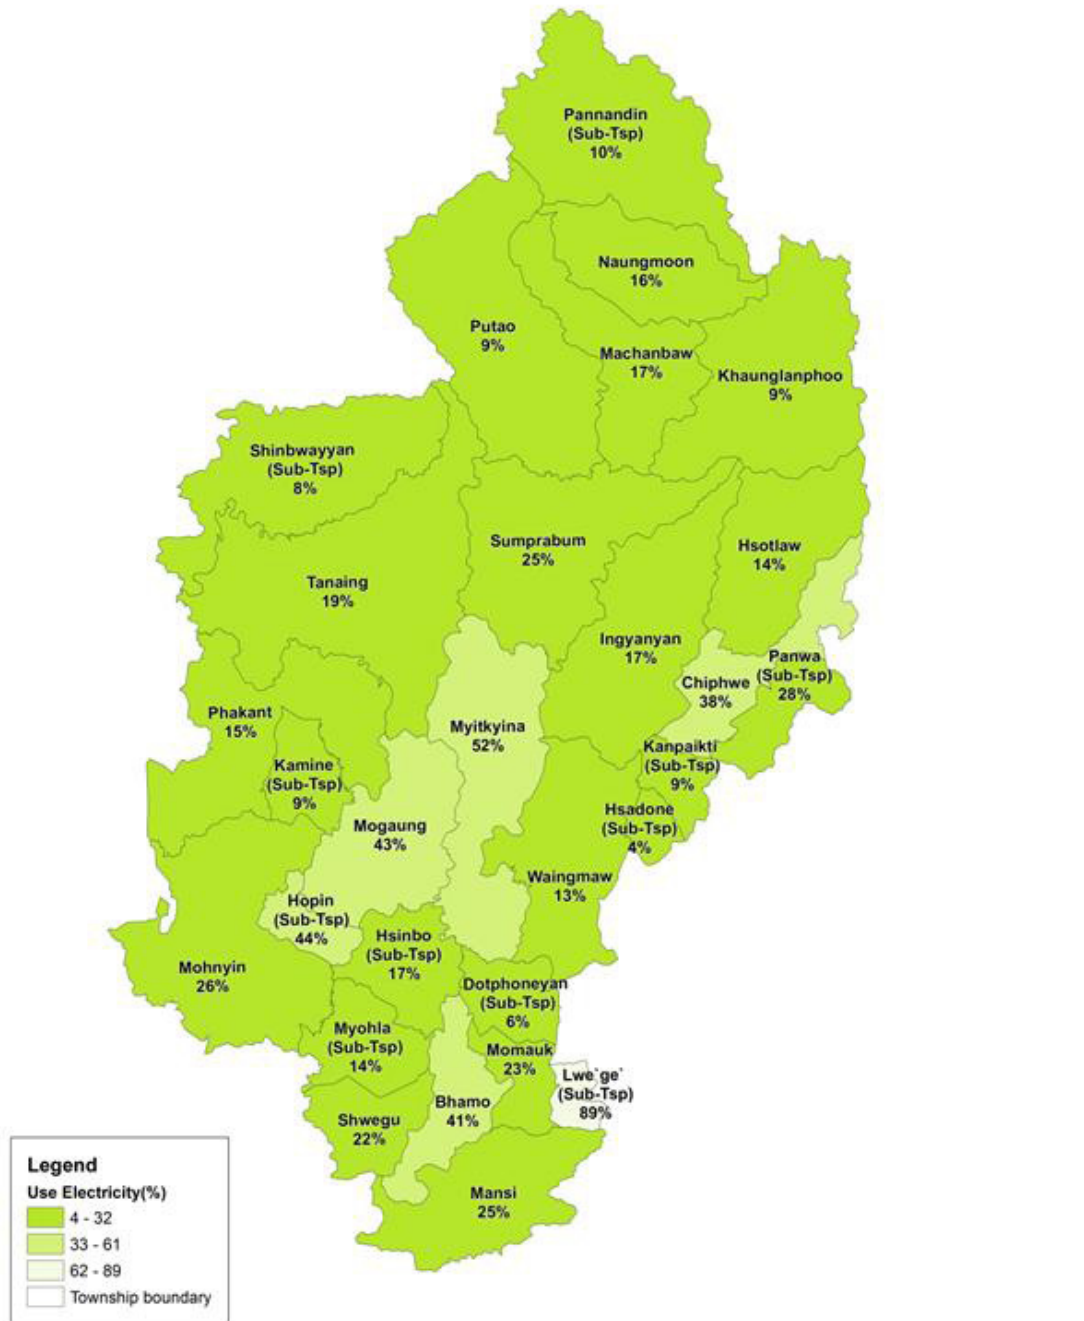 Pannandin
(Sub-Tsp)
10%
Naungmoon
16%
Putao
9%
Machanbaw
17%
Khaunglanphoo
9%
Shinbwayyan
(Sub-Tsp)
8%
Sumprabum
25%
Hsotlaw
14%
Tanaing
19%
Ingyanyan
17%
Panwa
(Sub-Tsp)
28%
Chiphwe
38%
Phakant
15%
Myitkyina
52%
Kanpaikti
(Sub-Tsp)
9%
Kamine
(Sub-Tsp)
9%
Hsadone
(Sub-Tsp)
4%
Mogaung
43%
Waingmaw
13%
Hopin
(Sub-Tsp)
44%
Hsinbo
(Sub-Tsp)
17%
Mohnyin
26%
Dotphoneyan
(Sub-Tsp)
6%
Myohla
(Sub-Tsp)
14%
Momauk
23%
Lwe`ge`
(Sub-Tsp)
89%
Bhamo
41%
Shwegu
22%
Mansi
25%
Legend
Use Electricity(%)
4 - 32
33 - 61
62 - 89
Township boundary